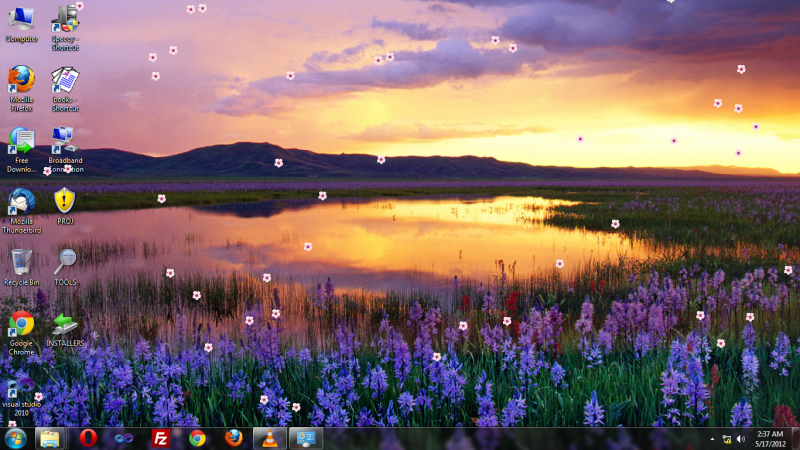 Computer
Speccy -
Shortcut
Mozilla
Firefox
books -
Shortcut
Free
Downlo...
Broadband
Connection
Mozilla
Thunderbird
PROJ
Recycle Bin
TOOLS
Google
Chrome
INSTALLERS
visual studio
2010
Fz
2:37 AM
5/17/2012